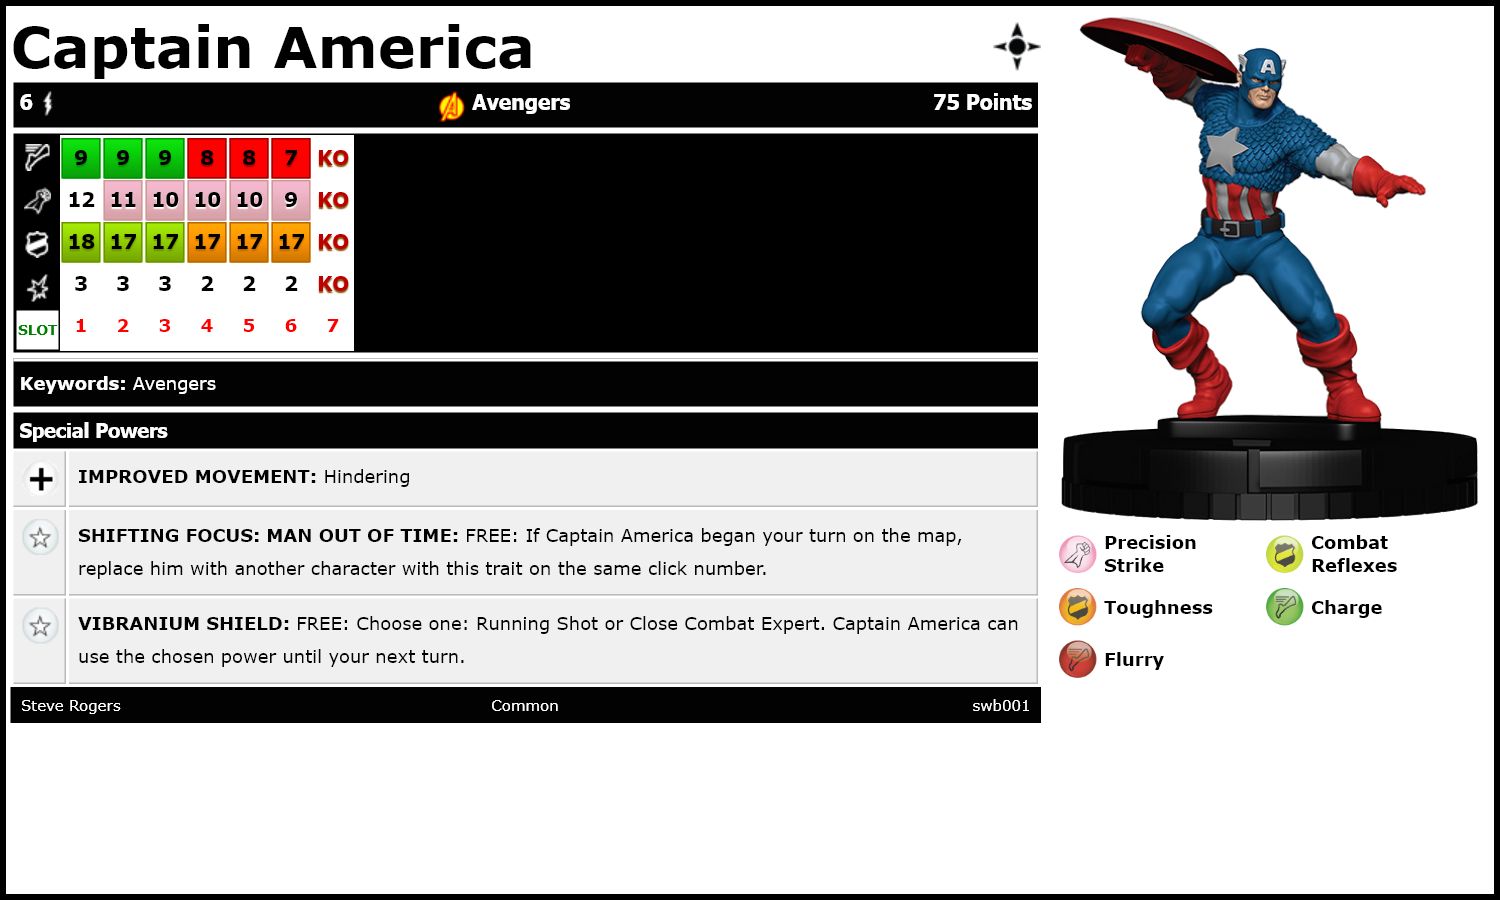 Captain America
6 Avengers 75 Points
9 9 9 8 8 7 KO
12 11 10 10 10 9 KO
18 17 17 17 17 17 KO
3 3 3 2 2 2 KO
SLOT 1 2 3 4 5 6 7
Keywords: Avengers
Special Powers
IMPROVED MOVEMENT: Hindering
SHIFTING FOCUS: MAN OUT OF TIME: FREE: If Captain America began your turn on the map,
replace him with another character with this trait on the same click number.
VIBRANIUM SHIELD: FREE: Choose one: Running Shot or Close Combat Expert. Captain America can
use the chosen power until your next turn.
Steve Rogers Common swb001
A
Precision
Strike
Combat
Reflexes
Toughness
Charge
Flurry